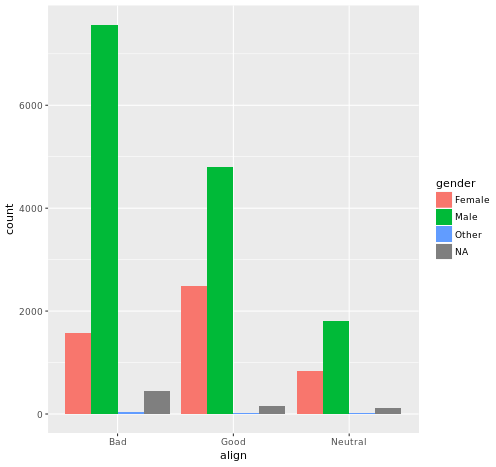 6000
4000
2000
0
count
Bad
Good
Neutral
align
gender
Female
Male
Other
NA